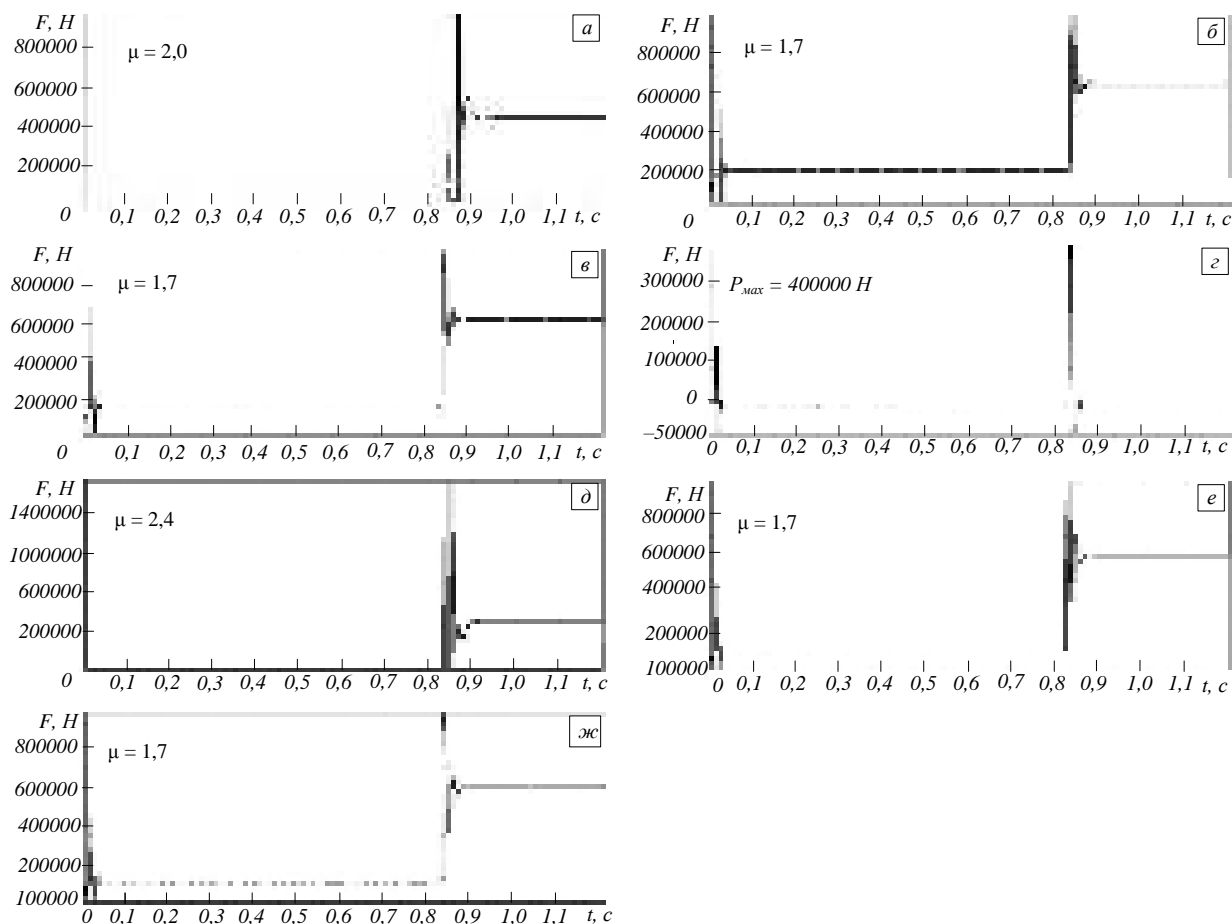 F, Н
а
800000
μ = 2,0
600000
400000
200000
0
0,1 0,2 0,3 0,4 0,5 0,6 0,7 0,8 0,9 1,0 1,1 t, с
F, Н
б
800000
μ = 1,7
600000
400000
200000
0
0 0,1 0,2 0,3 0,4 0,5 0,6 0,7 0,8 0,9 1,0 1,1 t, с
F, Н
в
800000
μ = 1,7
600000
400000
200000
0
0,1 0,2 0,3 0,4 0,5 0,6 0,7 0,8 0,9 1,0 1,1 t, с
F, Н
г
300000
Pмах = 400000 Н
200000
100000
0
–50000
0 0,1 0,2 0,3 0,4 0,5 0,6 0,7 0,8 0,9 1,0 1,1 t, с
F, Н
д
1400000
μ = 2,4
1000000
600000
200000
0
0,1 0,2 0,3 0,4 0,5 0,6 0,7 0,8 0,9 1,0 1,1 t, с
F, Н
е
800000
μ = 1,7
600000
400000
200000
100000
0 0,1 0,2 0,3 0,4 0,5 0,6 0,7 0,8 0,9 1,0 1,1 t, с
F, Н
ж
800000
μ = 1,7
600000
400000
200000
100000
0 0,1 0,2 0,3 0,4 0,5 0,6 0,7 0,8 0,9 1,0 1,1 t, с